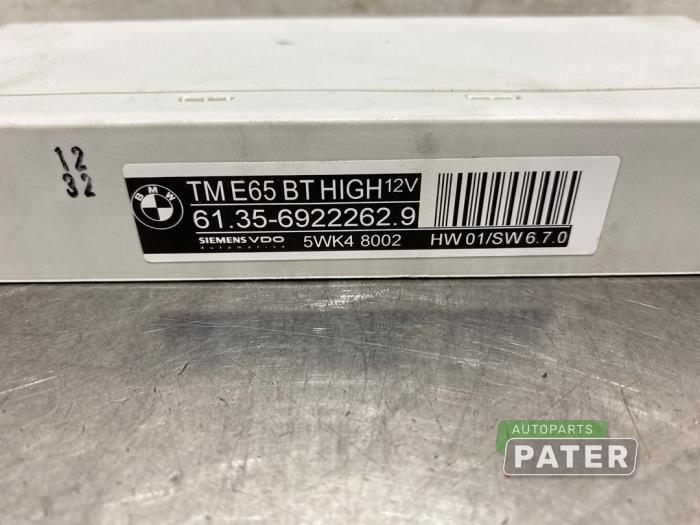 12
32
BMW
TM E65 BT HIGH 12V
61.35-6922262.9
SIEMENS VDO 5WK4 8002 HW 01/SW 6.7.0
Automotive
AUTOPARTS
PATER